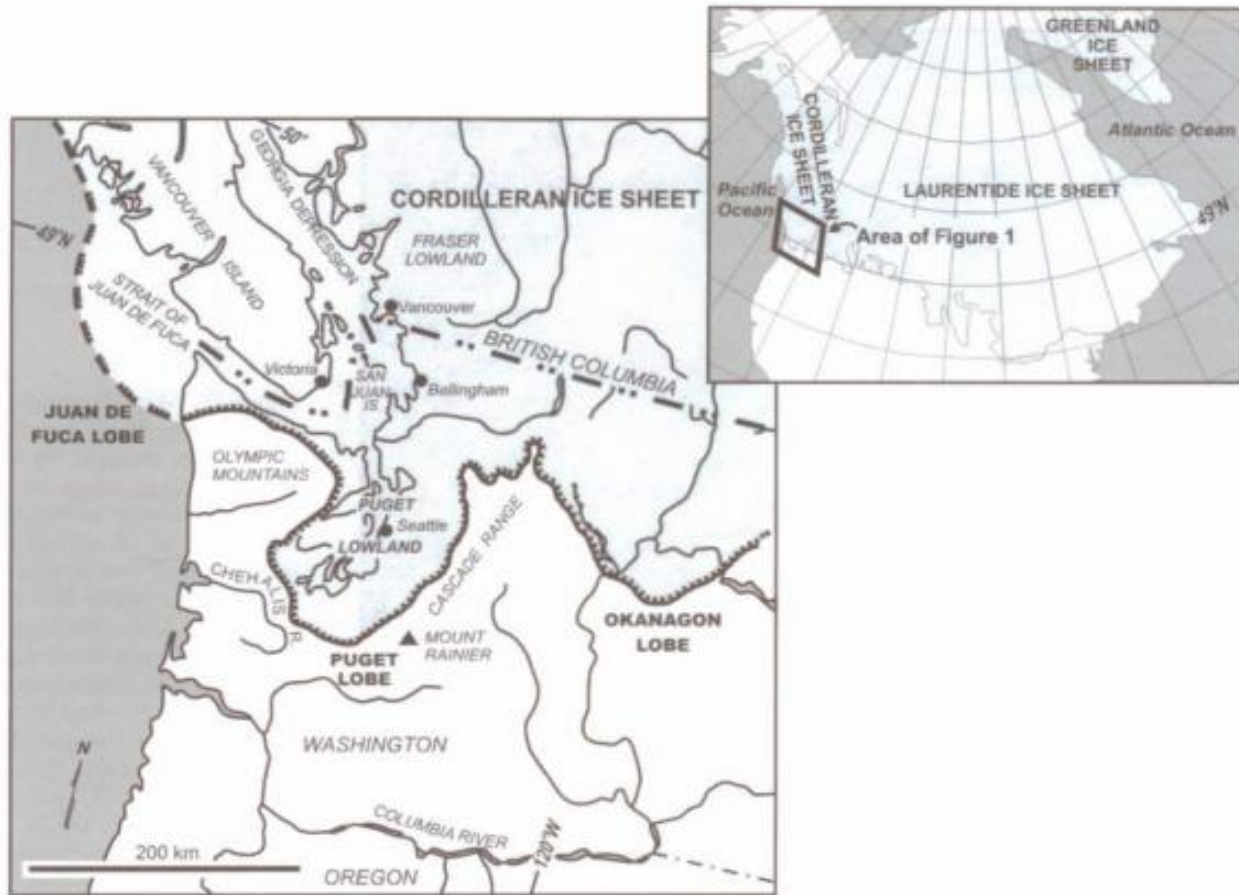 GREENLAND
ICE
SHEET
CORDILLERAN
ICE SHEET
Atlantic Ocean
Pacific
Ocean
LAURENTIDE ICE SHEET
49°N
Area of Figure 1
50°
VANCOUVER
ISLAND
GEORGIA DEPRESSION
CORDILLERAN ICE SHEET
49°N
FRASER
LOWLAND
STRAIT OF
JUAN DE FUCA
Vancouver
BRITISH COLUMBIA
Victoria
SAN
JUAN
IS
Bellingham
JUAN DE
FUCA LOBE
OLYMPIC
MOUNTAINS
PUGET
LOWLAND
Seattle
CASCADE RANGE
CHEHALIS R.
OKANAGON
LOBE
MOUNT
RAINIER
PUGET
LOBE
WASHINGTON
N
COLUMBIA RIVER
120°W
200 km
OREGON